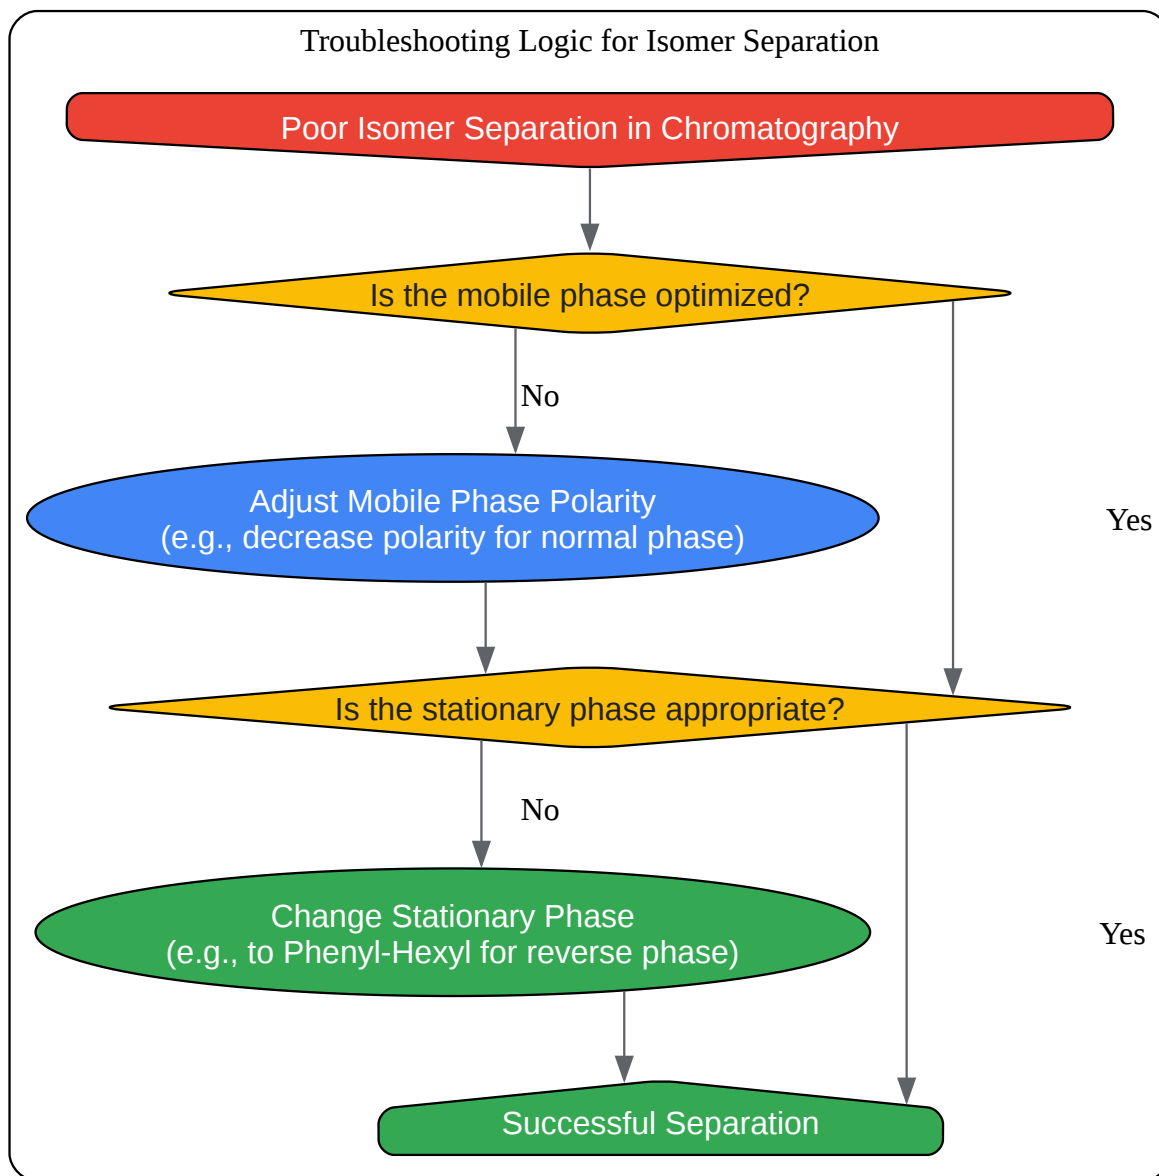 Troubleshooting Logic for Isomer Separation
Poor Isomer Separation in Chromatography
Is the mobile phase optimized?
No
Adjust Mobile Phase Polarity
(e.g., decrease polarity for normal phase)
Yes
Is the stationary phase appropriate?
No
Change Stationary Phase
(e.g., to Phenyl-Hexyl for reverse phase)
Yes
Successful Separation